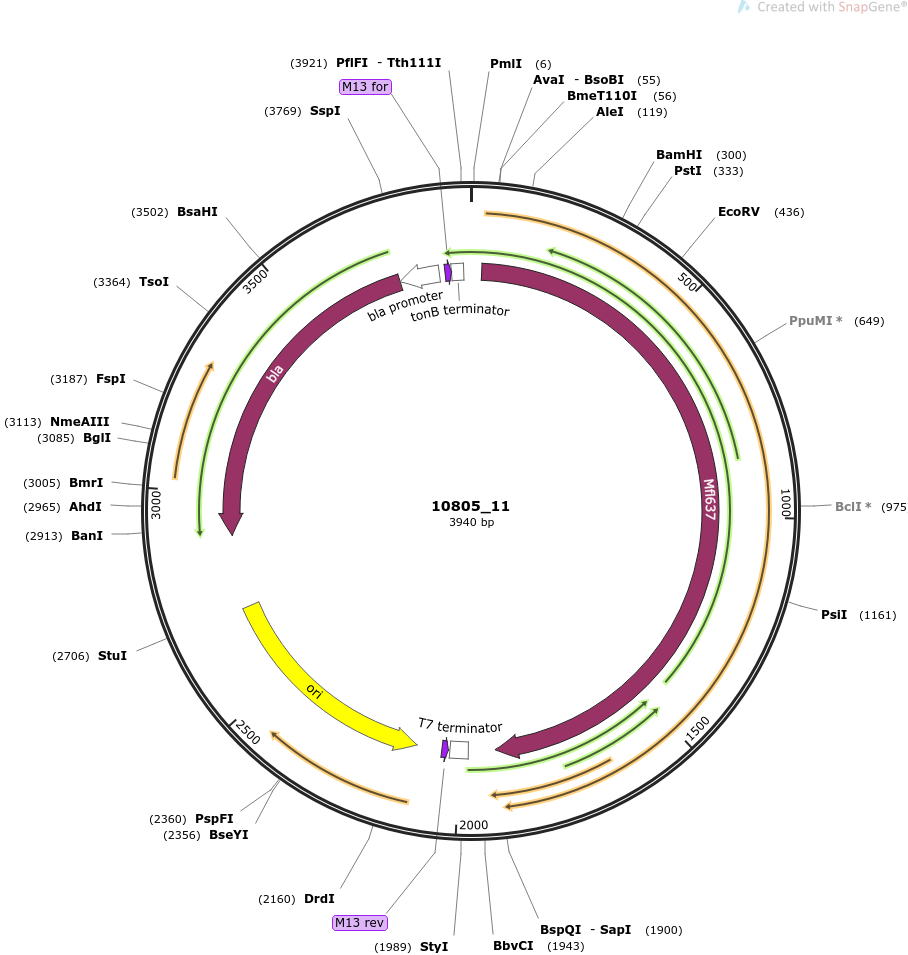 Created with SnapGene®
(3921) PflFI - Tth111I
PmlI (6)
M13 for
AvaI - BsoBI (55)
BmeT110I (56)
(3769) SspI
AleI (119)
BamHI (300)
PstI (333)
(3502) BsaHI
EcoRV (436)
(3364) TsoI
3500
500
bla promoter
tonB terminator
PpuMI * (649)
bla
(3187) FspI
(3113) NmeAIII
(3085) BglI
(3005) BmrI
(2965) AhdI
(2913) BanI
3000
Mfl637
1000
BclI * (975
10805_11
3940 bp
PsiI (1161)
(2706) StuI
ori
T7 terminator
2500
1500
(2360) PspFI
(2356) BseYI
2000
(2160) DrdI
M13 rev
(1989) StyI
BbvCI (1943)
BspQI - SapI (1900)